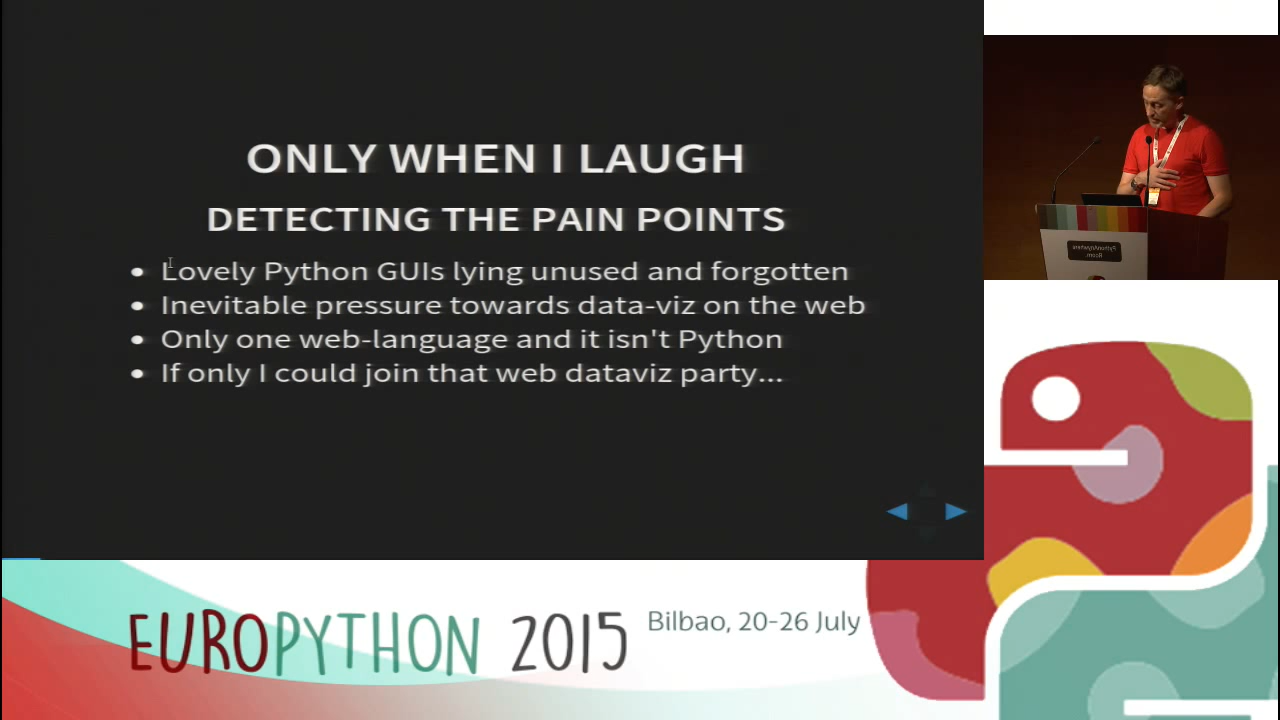 ONLY WHEN I LAUGH
DETECTING THE PAIN POINTS
• Lovely Python GUIs lying unused and forgotten
• Inevitable pressure towards data-viz on the web
• Only one web-language and it isn't Python
• If only I could join that web dataviz party...
PythonAnywhere
Room.
EUROPYTHON 2015
Bilbao, 20-26 July